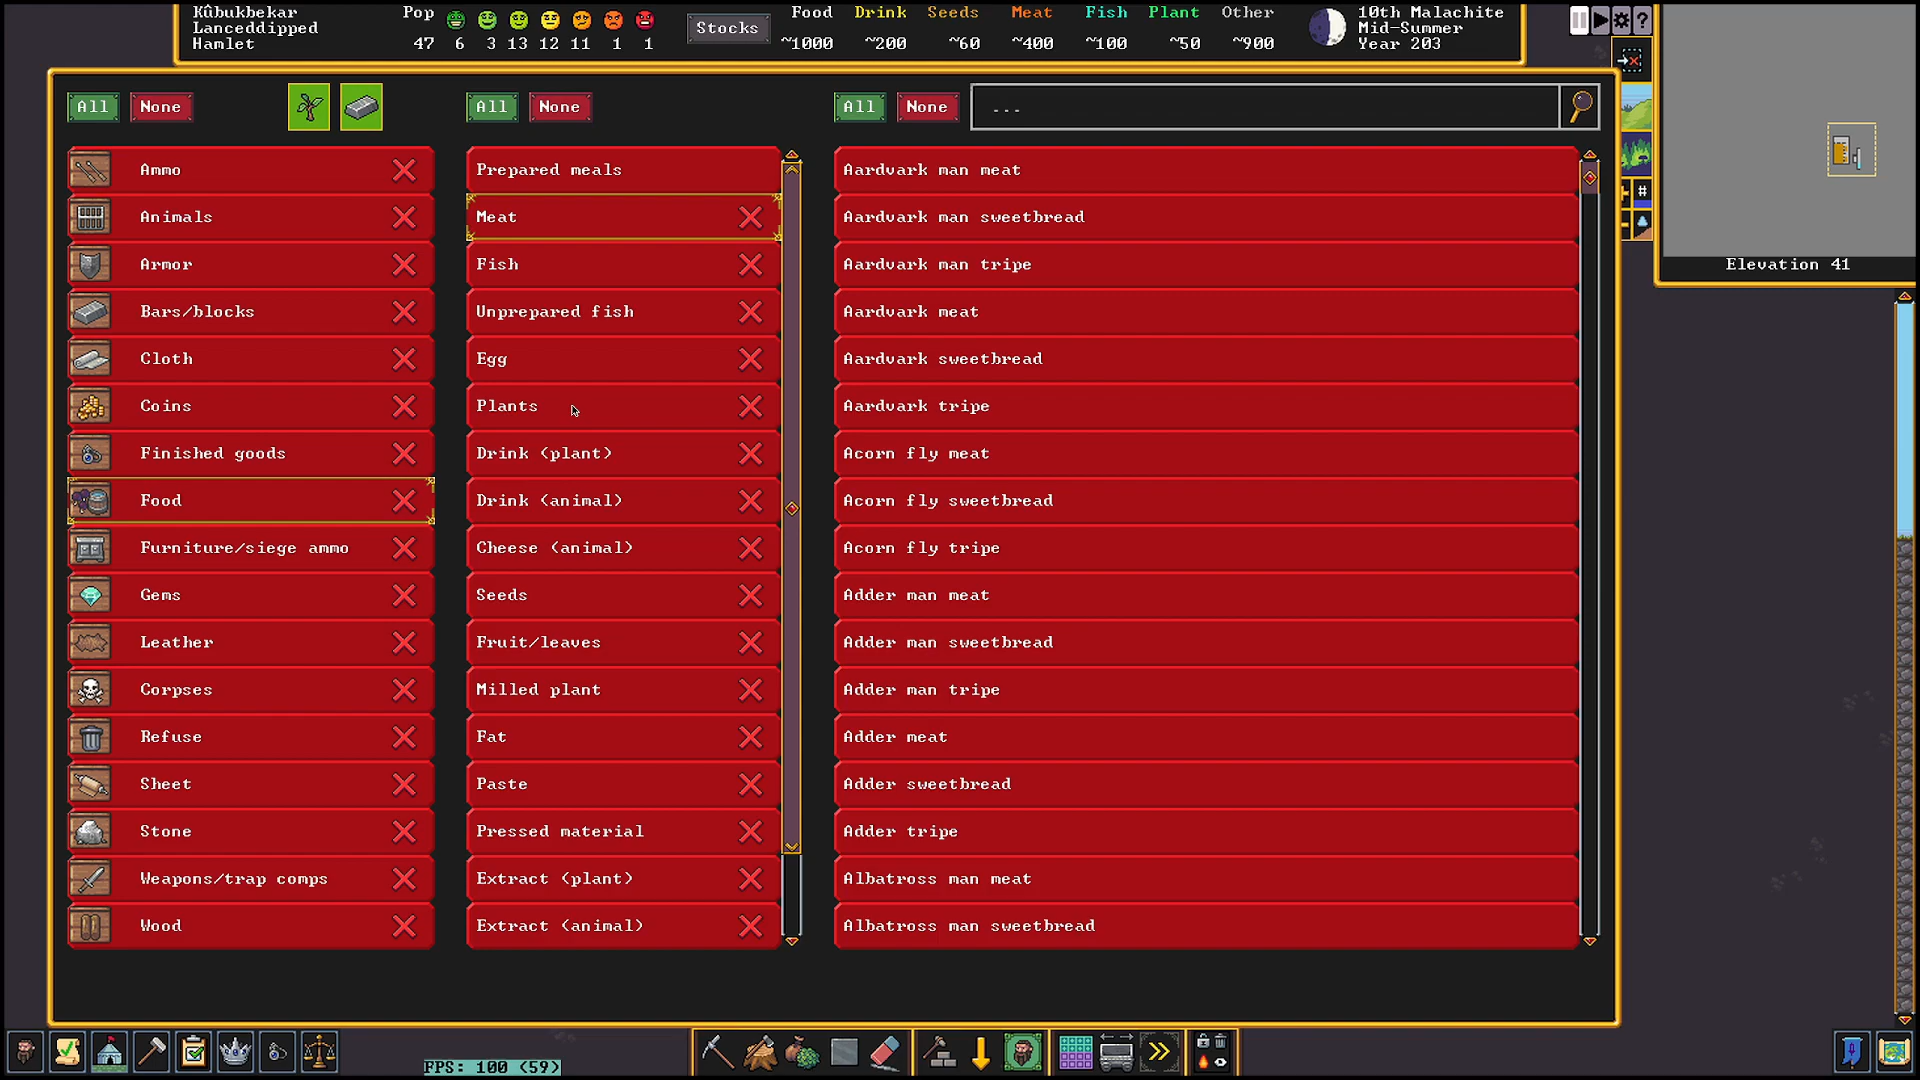 Kûbukbekar
Lanceddipped
Hamlet
Pop
47 6 3 13 12 11 1 1
Stocks
Food Drink Seeds Meat Fish Plant Other
~1000 ~200 ~60 ~400 ~100 ~50 ~900
10th Malachite
Mid-Summer
Year 203
Elevation 41
All None
All None
All None
...
Ammo
Animals
Armor
Bars/blocks
Cloth
Coins
Finished goods
Food
Furniture/siege ammo
Gems
Leather
Corpses
Refuse
Sheet
Stone
Weapons/trap comps
Wood
Prepared meals
Meat
Fish
Unprepared fish
Egg
Plants
Drink (plant)
Drink (animal)
Cheese (animal)
Seeds
Fruit/leaves
Milled plant
Fat
Paste
Pressed material
Extract (plant)
Extract (animal)
Aardvark man meat
Aardvark man sweetbread
Aardvark man tripe
Aardvark meat
Aardvark sweetbread
Aardvark tripe
Acorn fly meat
Acorn fly sweetbread
Acorn fly tripe
Adder man meat
Adder man sweetbread
Adder man tripe
Adder meat
Adder sweetbread
Adder tripe
Albatross man meat
Albatross man sweetbread
FPS: 100 (59)